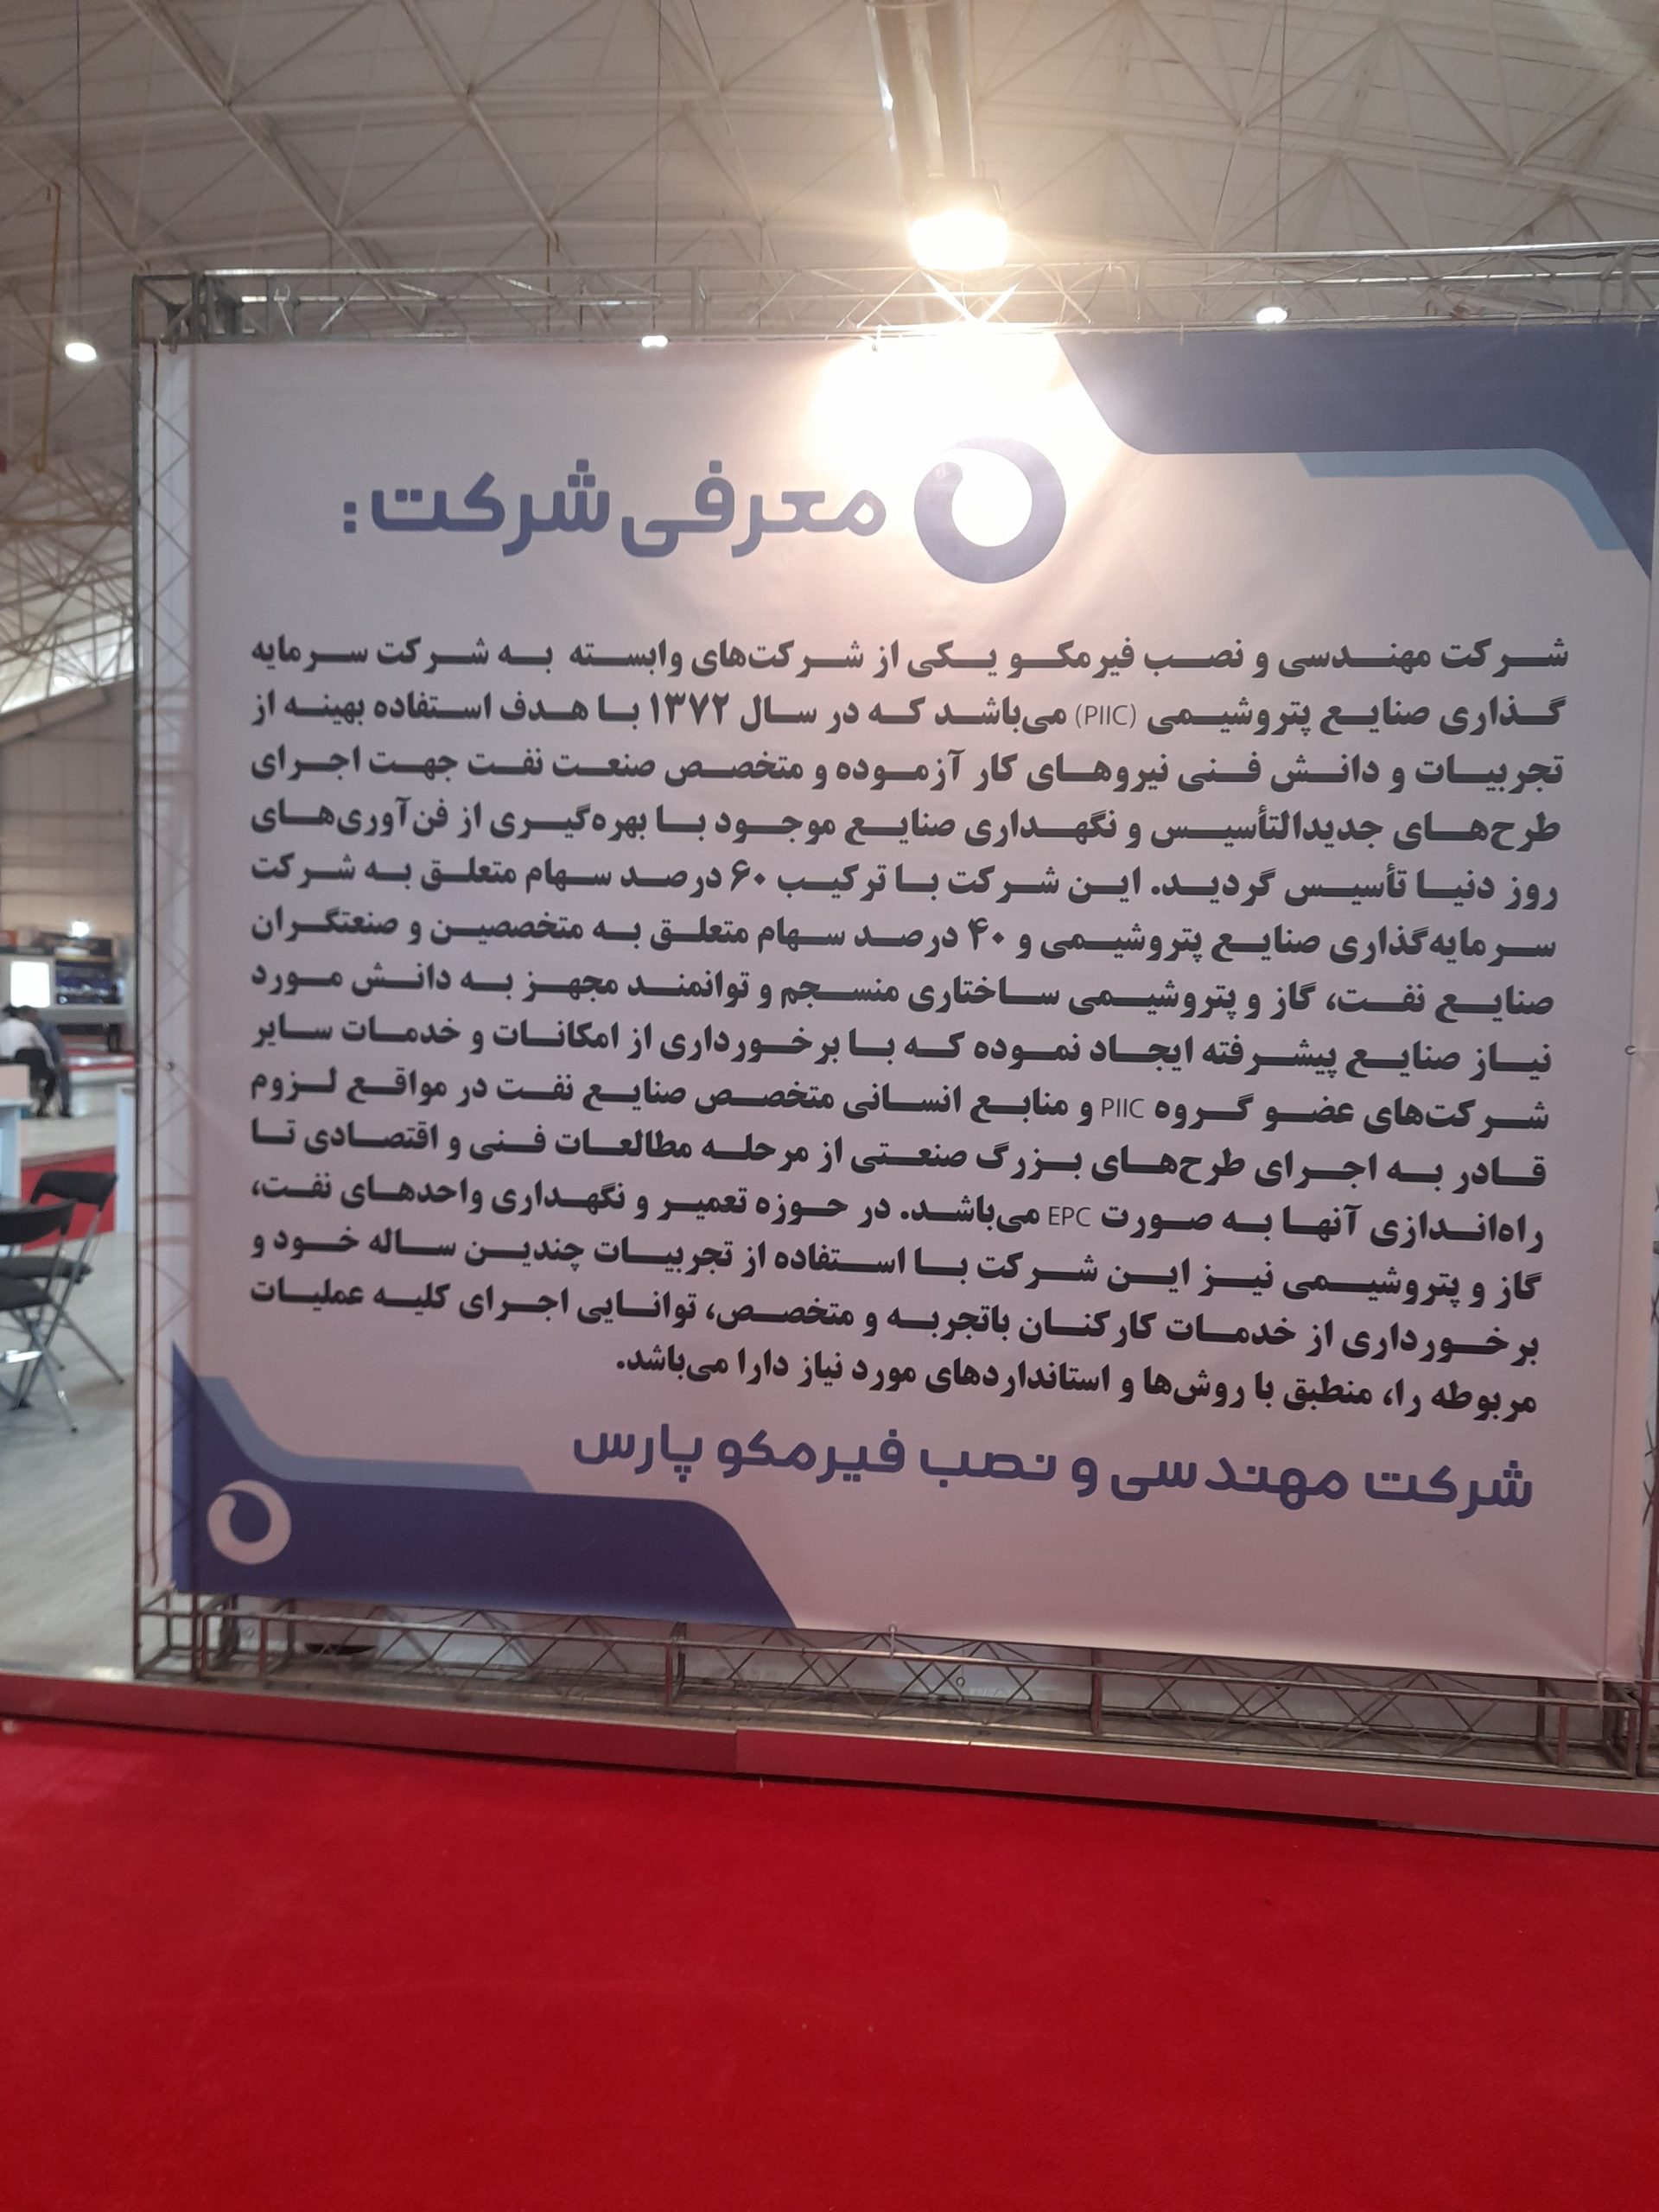 معرفی شرکت:
شرکت مهندسی و نصب فیرمکو یکی از شرکت‌های وابسته به شرکت سرمایه
گذاری صنایع پتروشیمی (PIIC) می‌باشد که در سال ۱۳۷۲ با هدف استفاده بهینه از
تجربیات و دانش فنی نیروهای کار آزموده و متخصص صنعت نفت جهت اجرای
طرح‌های جدیدالتأسیس و نگهداری صنایع موجود با بهره‌گیری از فن‌آوری‌های
روز دنیا تأسیس گردید. این شرکت با ترکیب ۶۰ درصد سهام متعلق به شرکت
سرمایه‌گذاری صنایع پتروشیمی و ۴۰ درصد سهام متعلق به متخصصین و صنعتگران
صنایع نفت، گاز و پتروشیمی ساختاری منسجم و توانمند مجهز به دانش مورد
نیاز صنایع پیشرفته ایجاد نموده که با برخورداری از امکانات و خدمات سایر
شرکت‌های عضو گروه PIIC و منابع انسانی متخصص صنایع نفت در مواقع لزوم
قادر به اجرای طرح‌های بزرگ صنعتی از مرحله مطالعات فنی و اقتصادی تا
راه‌اندازی آنها به صورت EPC می‌باشد. در حوزه تعمیر و نگهداری واحدهای نفت،
گاز و پتروشیمی نیز این شرکت با استفاده از تجربیات چندین ساله خود و
برخورداری از خدمات کارکنان باتجربه و متخصص، توانایی اجرای کلیه عملیات
مربوطه را، منطبق با روش‌ها و استانداردهای مورد نیاز دارا می‌باشد.
شرکت مهندسی و نصب فیرمکو پارس